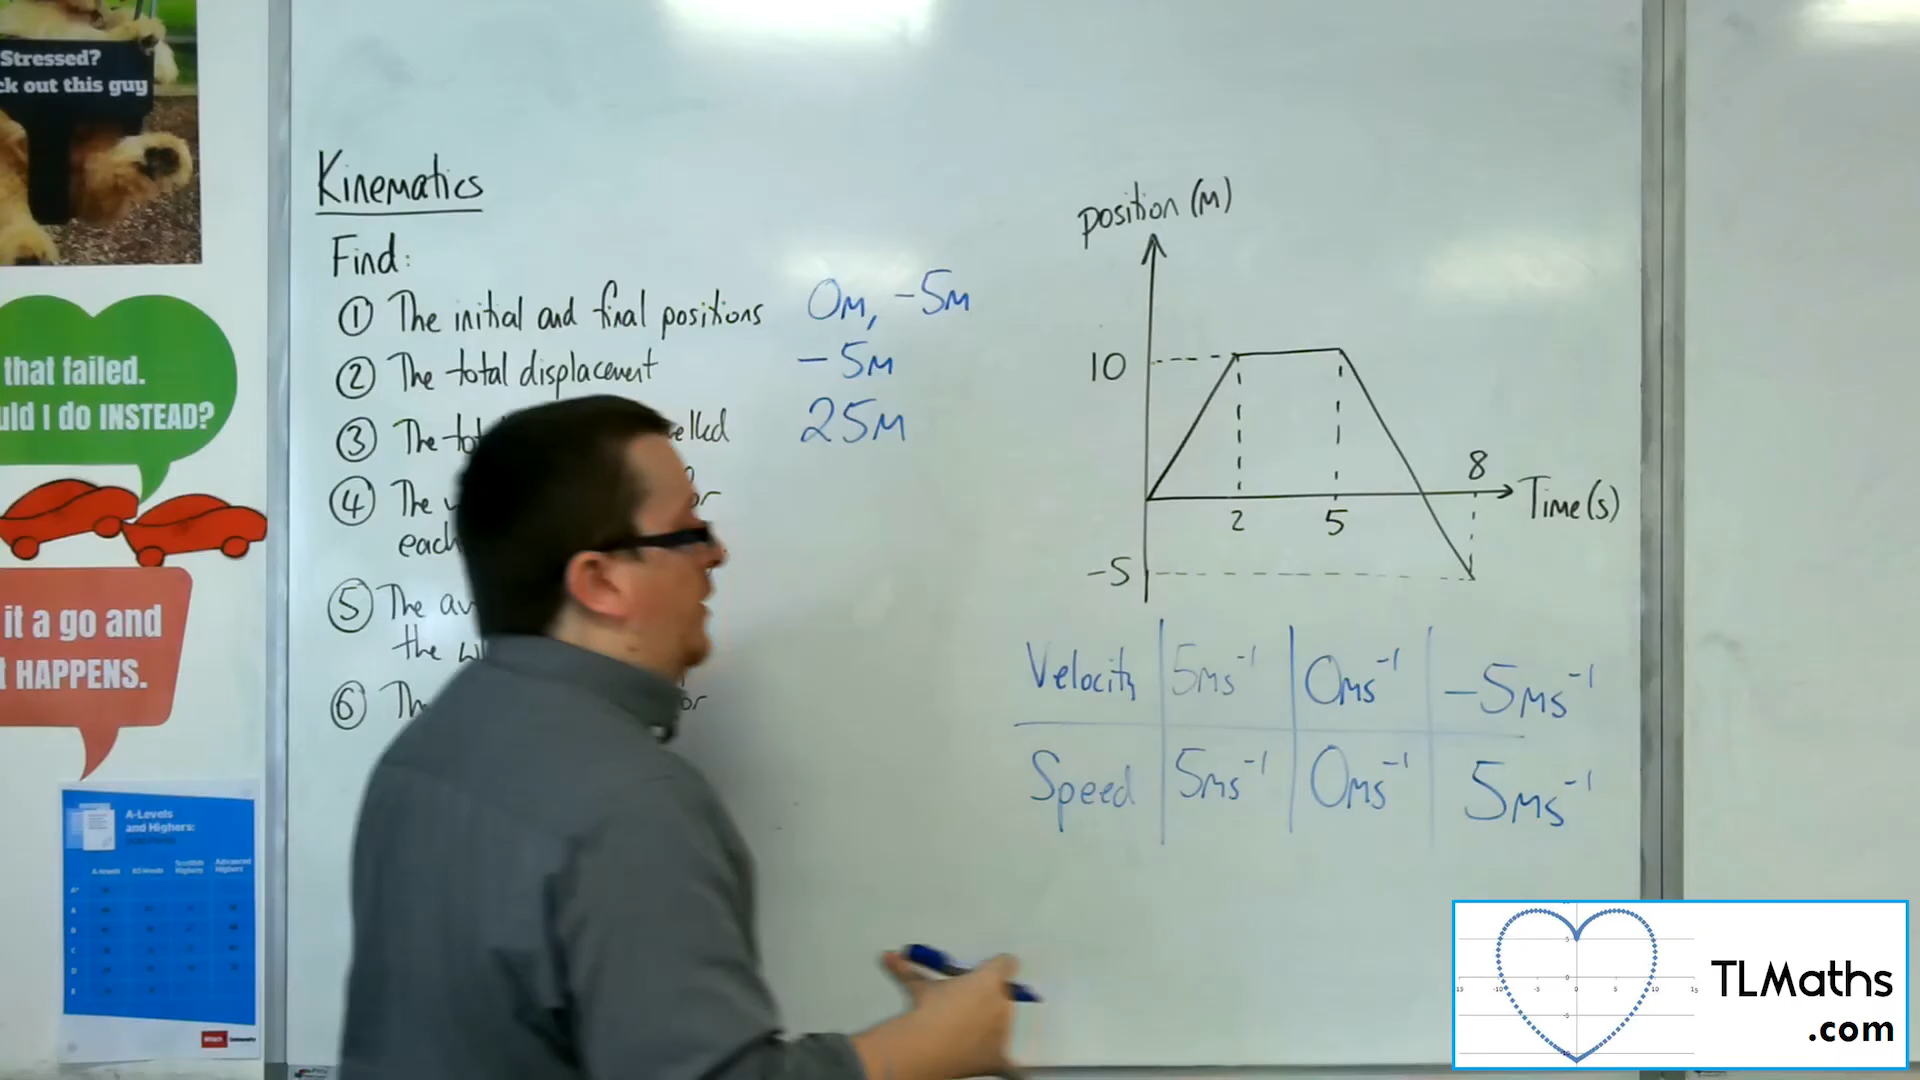 Stressed?
ck out this guy
that failed.
uld I do INSTEAD?
it a go and
HAPPENS.
A-Levels
and Highers:
Kinematics
Find:
① The initial and final positions 0m, -5m
② The total displacement -5m
③ The tot elled 25m
④ The or
each
⑤ The av
the w
⑥ Th or
position (m)
10
8
Time (s)
2 5
-5
Velocity 5ms⁻¹ 0ms⁻¹ -5ms⁻¹
Speed 5ms⁻¹ 0ms⁻¹ 5ms⁻¹
TLMaths
.com